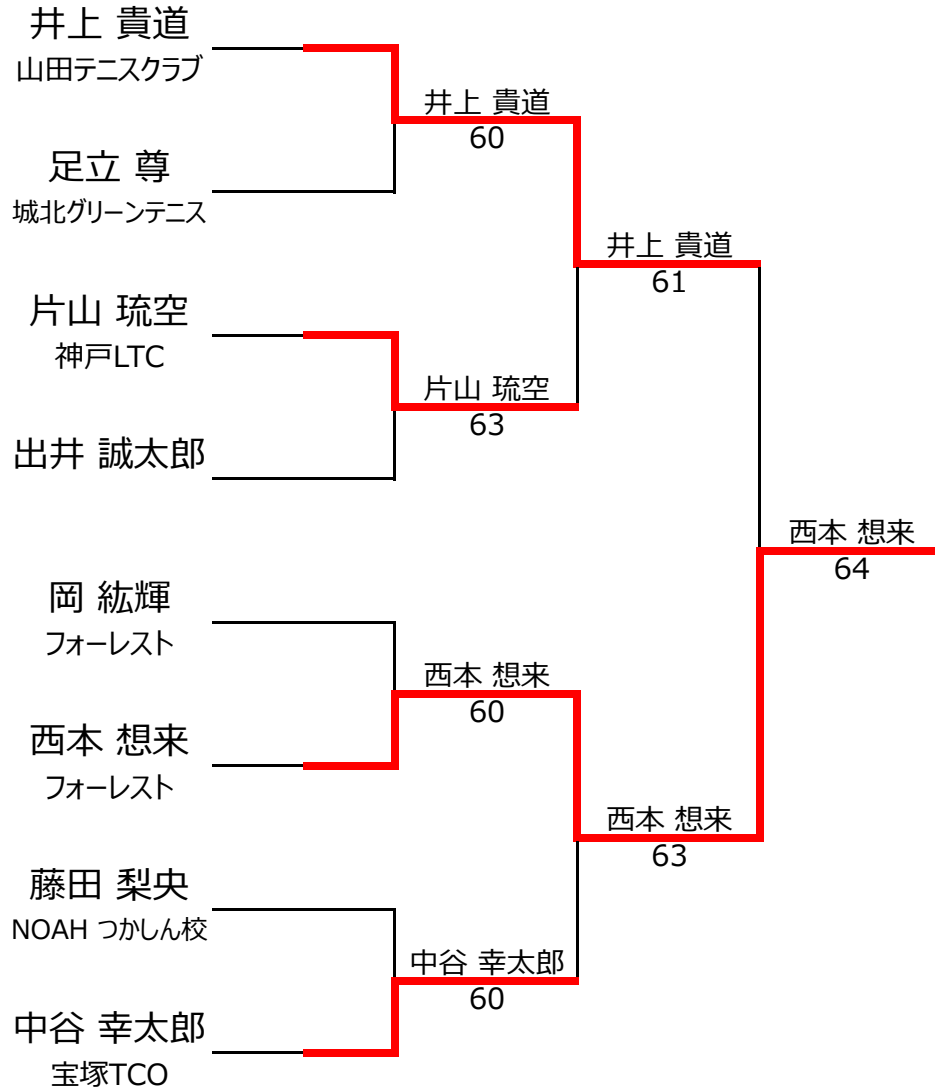 井上 貴道
山田テニスクラブ
井上 貴道
60
足立 尊
城北グリーンテニス
井上 貴道
61
片山 琉空
神戸LTC
片山 琉空
63
出井 誠太郎
西本 想来
64
岡 紘輝
フォーレスト
西本 想来
60
西本 想来
フォーレスト
西本 想来
63
藤田 梨央
NOAH つかしん校
中谷 幸太郎
60
中谷 幸太郎
宝塚TCO